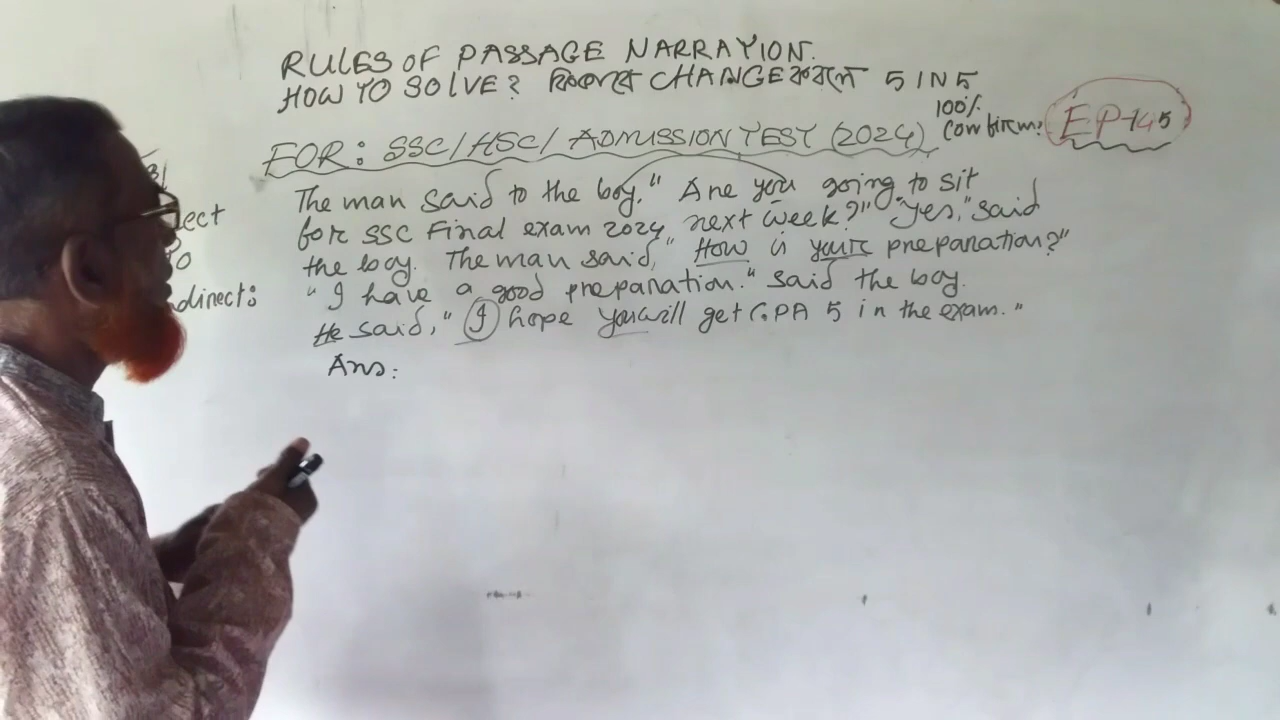 RULES OF PASSAGE NARRATION.
HOW TO SOLVE? কিভাবে CHANGE করলে 5 IN 5
100%
Confirm?
EP-145
FOR: SSC/HSC/ ADMISSION TEST (2024)
The man said to the boy," Are you going to sit
for SSC Final exam 2024 next week?" "Yes," said
the boy. The man said," How is your preparation?"
"I have a good preparation." said the boy.
He said," I hope you will get GPA 5 in the exam."
Ans:
ect
to
ndirect: